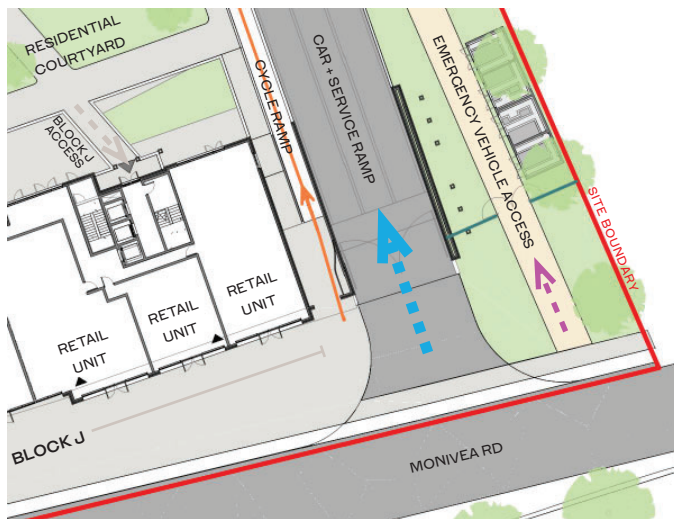 RESIDENTIAL
COURTYARD
BLOCK J
ACCESS
CYCLE RAMP
CAR + SERVICE RAMP
EMERGENCY VEHICLE ACCESS
SITE BOUNDARY
RETAIL
UNIT
RETAIL
UNIT
RETAIL
UNIT
BLOCK J
MONIVEA RD